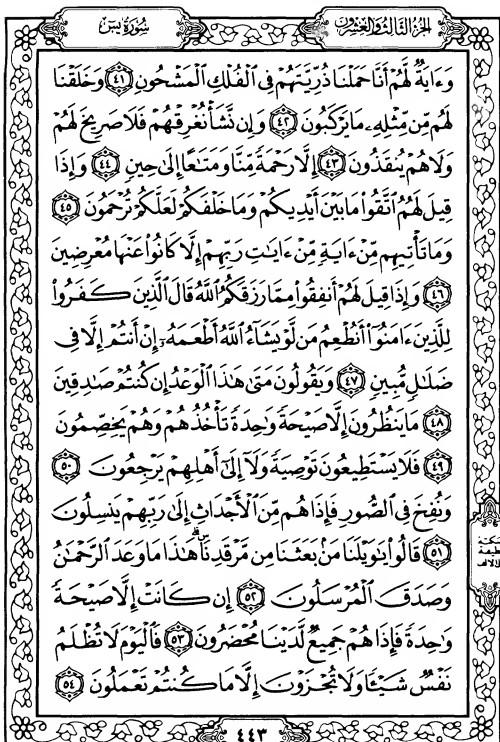 الجزء الثالث والعشرون
سورة يس
وَءَايَةٌ لَّهُمْ أَنَّا حَمَلْنَا ذُرِّيَّتَهُمْ فِى ٱلْفُلْكِ ٱلْمَشْحُونِ ٤١ وَخَلَقْنَا
لَهُم مِّن مِّثْلِهِۦ مَا يَرْكَبُونَ ٤٢ وَإِن نَّشَأْ نُغْرِقْهُمْ فَلَا صَرِيخَ لَهُمْ
وَلَا هُمْ يُنقَذُونَ ٤٣ إِلَّا رَحْمَةً مِّنَّا وَمَتَٰعًا إِلَىٰ حِينٍ ٤٤ وَإِذَا
قِيلَ لَهُمُ ٱتَّقُوا۟ مَا بَيْنَ أَيْدِيكُمْ وَمَا خَلْفَكُمْ لَعَلَّكُمْ تُرْحَمُونَ ٤٥
وَمَا تَأْتِيهِم مِّنْ ءَايَةٍ مِّنْ ءَايَٰتِ رَبِّهِمْ إِلَّا كَانُوا۟ عَنْهَا مُعْرِضِينَ
٤٦ وَإِذَا قِيلَ لَهُمْ أَنفِقُوا۟ مِمَّا رَزَقَكُمُ ٱللَّهُ قَالَ ٱلَّذِينَ كَفَرُوا۟
لِلَّذِينَ ءَامَنُوٓا۟ أَنُطْعِمُ مَن لَّوْ يَشَآءُ ٱللَّهُ أَطْعَمَهُۥٓ إِنْ أَنتُمْ إِلَّا فِى
ضَلَٰلٍ مُّبِينٍ ٤٧ وَيَقُولُونَ مَتَىٰ هَٰذَا ٱلْوَعْدُ إِن كُنتُمْ صَٰدِقِينَ
٤٨ مَا يَنظُرُونَ إِلَّا صَيْحَةً وَٰحِدَةً تَأْخُذُهُمْ وَهُمْ يَخِصِّمُونَ
٤٩ فَلَا يَسْتَطِيعُونَ تَوْصِيَةً وَلَآ إِلَىٰٓ أَهْلِهِمْ يَرْجِعُونَ ٥٠
وَنُفِخَ فِى ٱلصُّورِ فَإِذَا هُم مِّنَ ٱلْأَجْدَاثِ إِلَىٰ رَبِّهِمْ يَنسِلُونَ
٥١ قَالُوا۟ يَٰوَيْلَنَا مَنۢ بَعَثَنَا مِن مَّرْقَدِنَا ۗ هَٰذَا مَا وَعَدَ ٱلرَّحْمَٰنُ
وَصَدَقَ ٱلْمُرْسَلُونَ ٥٢ إِن كَانَتْ إِلَّا صَيْحَةً
وَٰحِدَةً فَإِذَا هُمْ جَمِيعٌ لَّدَيْنَا مُحْضَرُونَ ٥٣ فَٱلْيَوْمَ لَا تُظْلَمُ
نَفْسٌ شَيْـًٔا وَلَا تُجْزَوْنَ إِلَّا مَا كُنتُمْ تَعْمَلُونَ ٥٤
٤٤٣